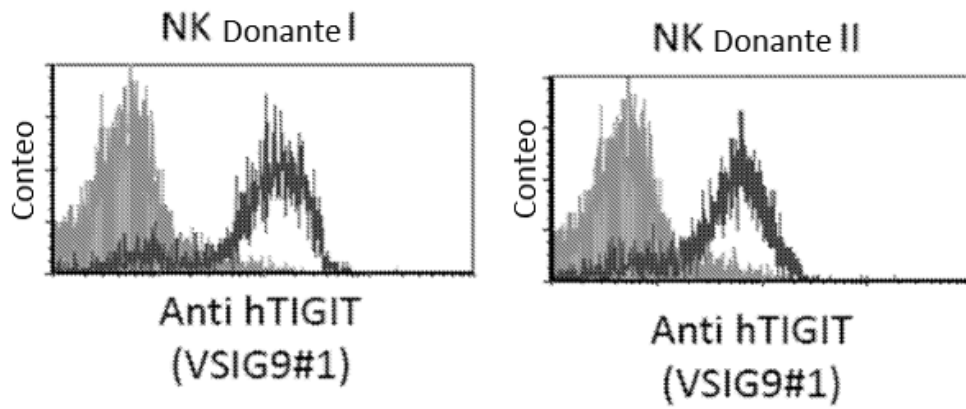 NK Donante I
Conteo
Anti hTIGIT
(VSIG9#1)
NK Donante II
Conteo
Anti hTIGIT
(VSIG9#1)